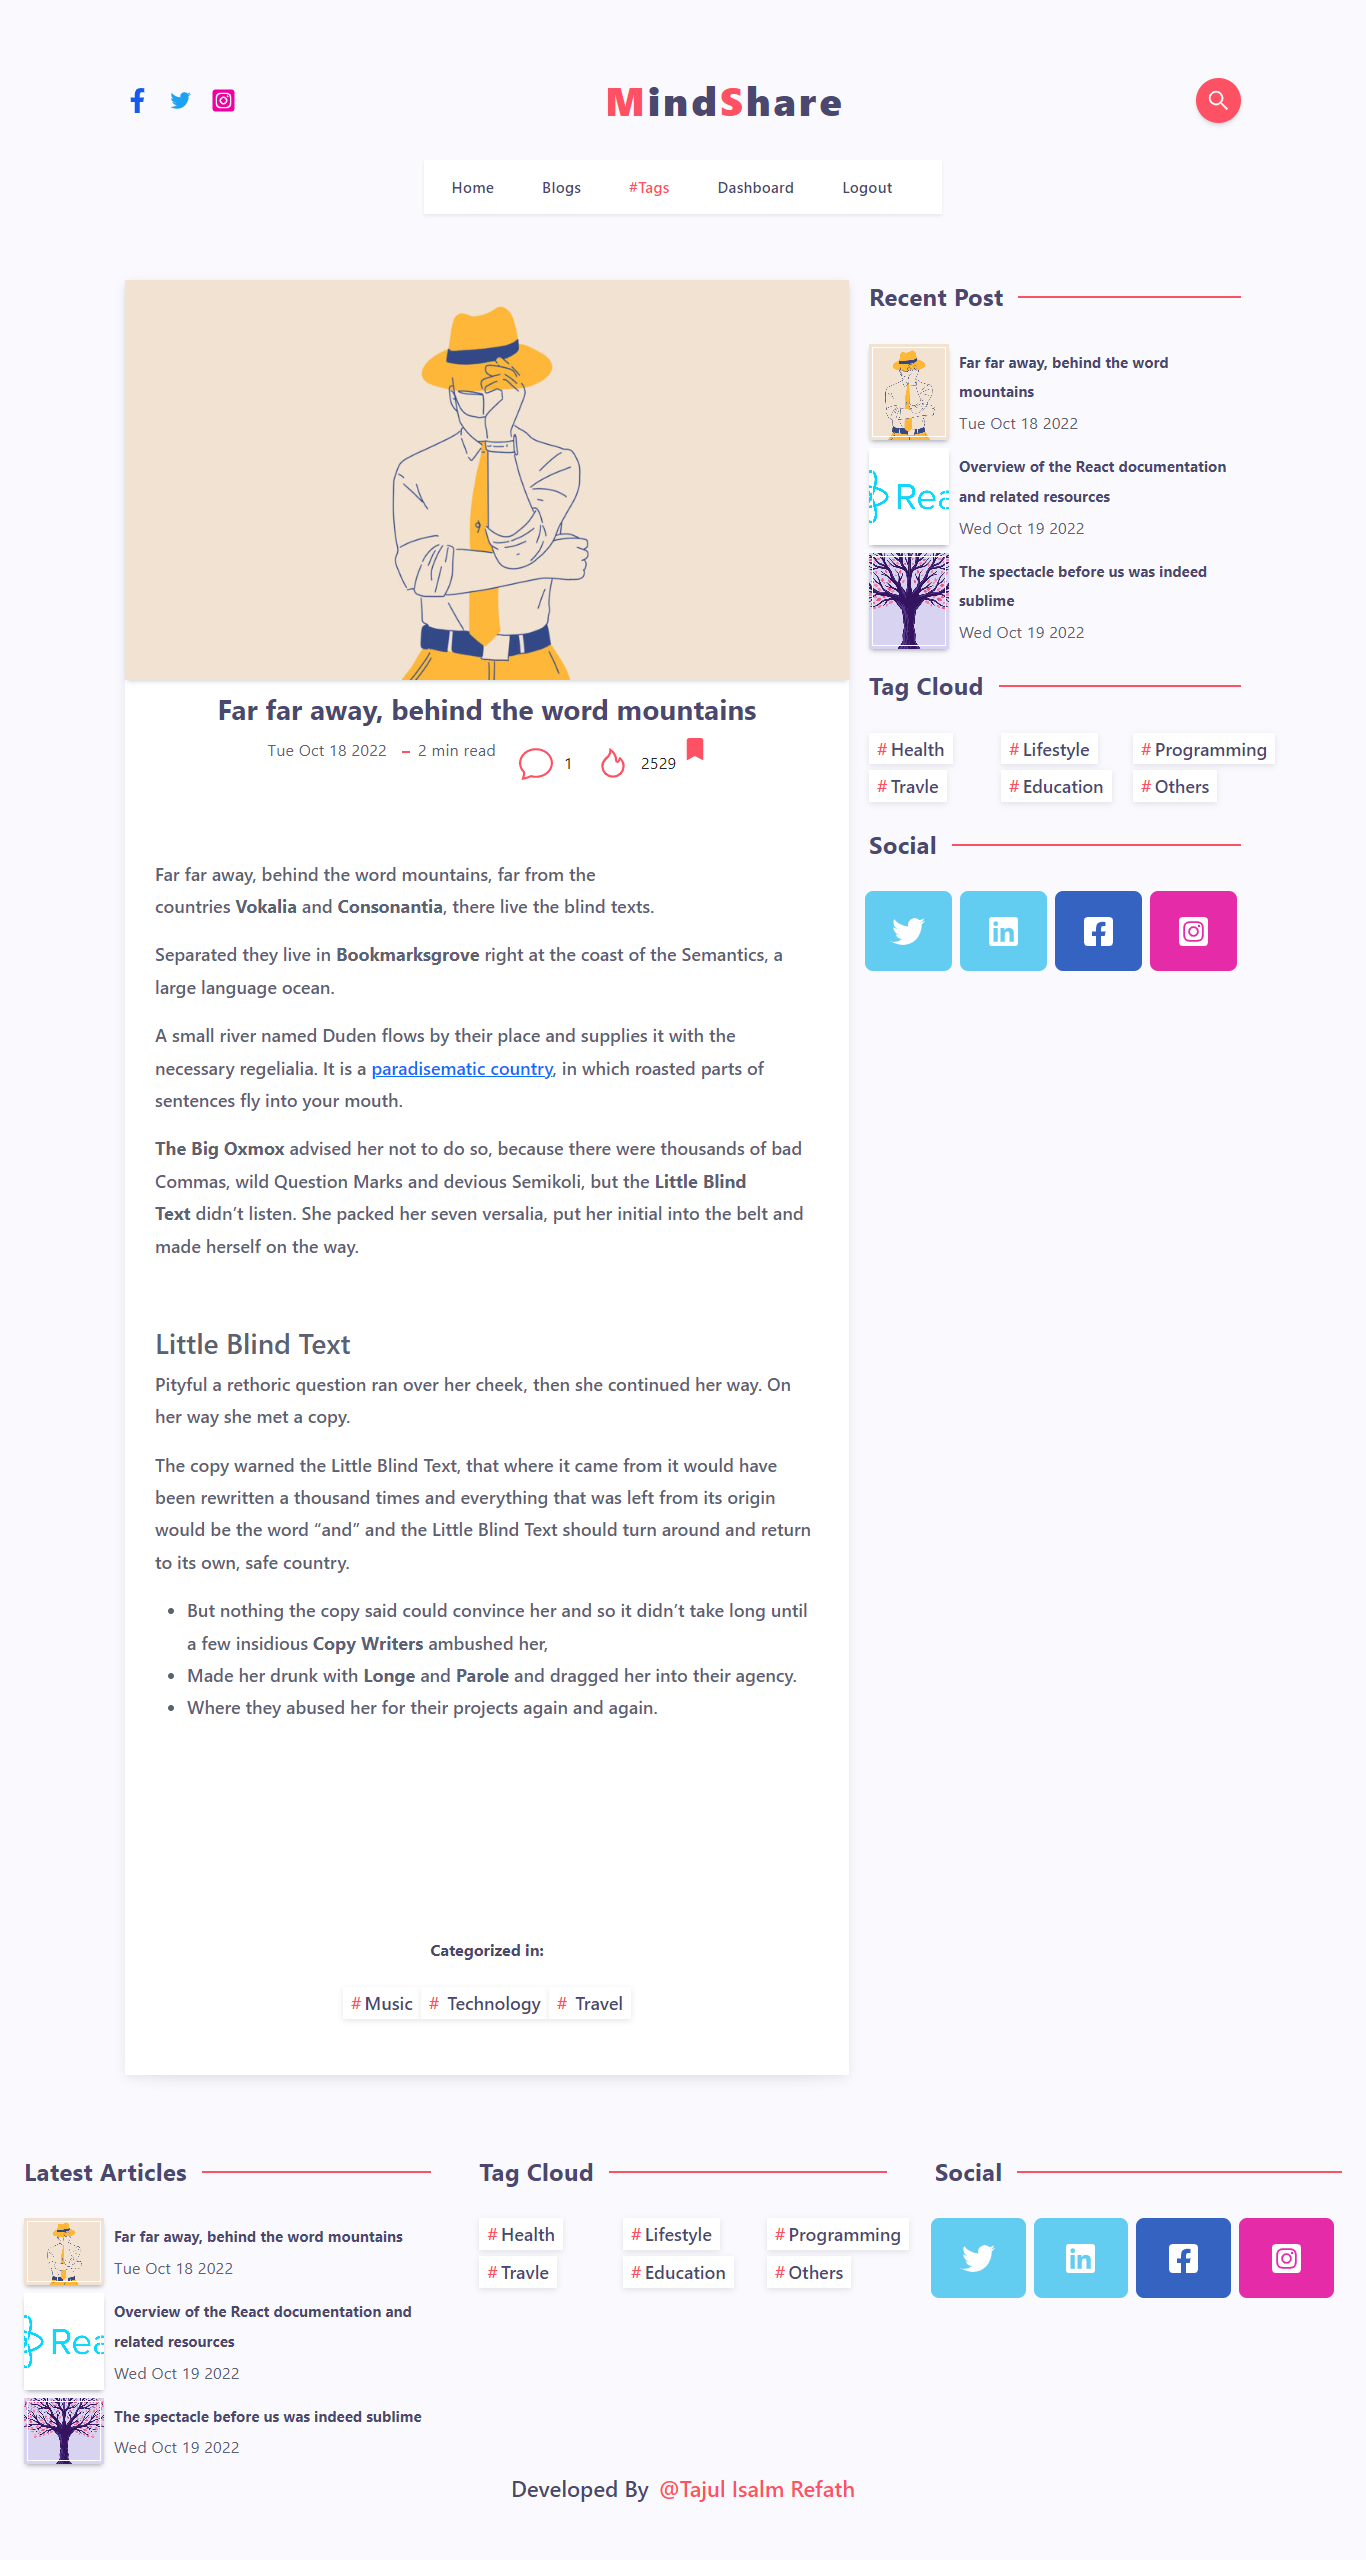 MindShare
Home Blogs #Tags Dashboard Logout
Far far away, behind the word mountains
Tue Oct 18 2022 – 2 min read 1 2529
Far far away, behind the word mountains, far from the
countries Vokalia and Consonantia, there live the blind texts.
Separated they live in Bookmarksgrove right at the coast of the Semantics, a
large language ocean.
A small river named Duden flows by their place and supplies it with the
necessary regelialia. It is a paradisematic country, in which roasted parts of
sentences fly into your mouth.
The Big Oxmox advised her not to do so, because there were thousands of bad
Commas, wild Question Marks and devious Semikoli, but the Little Blind
Text didn’t listen. She packed her seven versalia, put her initial into the belt and
made herself on the way.
Little Blind Text
Pityful a rethoric question ran over her cheek, then she continued her way. On
her way she met a copy.
The copy warned the Little Blind Text, that where it came from it would have
been rewritten a thousand times and everything that was left from its origin
would be the word “and” and the Little Blind Text should turn around and return
to its own, safe country.
• But nothing the copy said could convince her and so it didn’t take long until
a few insidious Copy Writers ambushed her,
• Made her drunk with Longe and Parole and dragged her into their agency.
• Where they abused her for their projects again and again.
Categorized in:
#Music # Technology # Travel
Recent Post
Far far away, behind the word
mountains
Tue Oct 18 2022
Rea
Overview of the React documentation
and related resources
Wed Oct 19 2022
The spectacle before us was indeed
sublime
Wed Oct 19 2022
Tag Cloud
#Health #Lifestyle #Programming
#Travle #Education #Others
Social
Latest Articles
Far far away, behind the word mountains
Tue Oct 18 2022
Rea
Overview of the React documentation and
related resources
Wed Oct 19 2022
The spectacle before us was indeed sublime
Wed Oct 19 2022
Tag Cloud
#Health #Lifestyle #Programming
#Travle #Education #Others
Social
Developed By @Tajul Isalm Refath